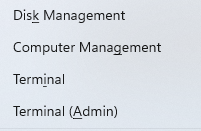 Disk Management
Computer Management
Terminal
Terminal (Admin)